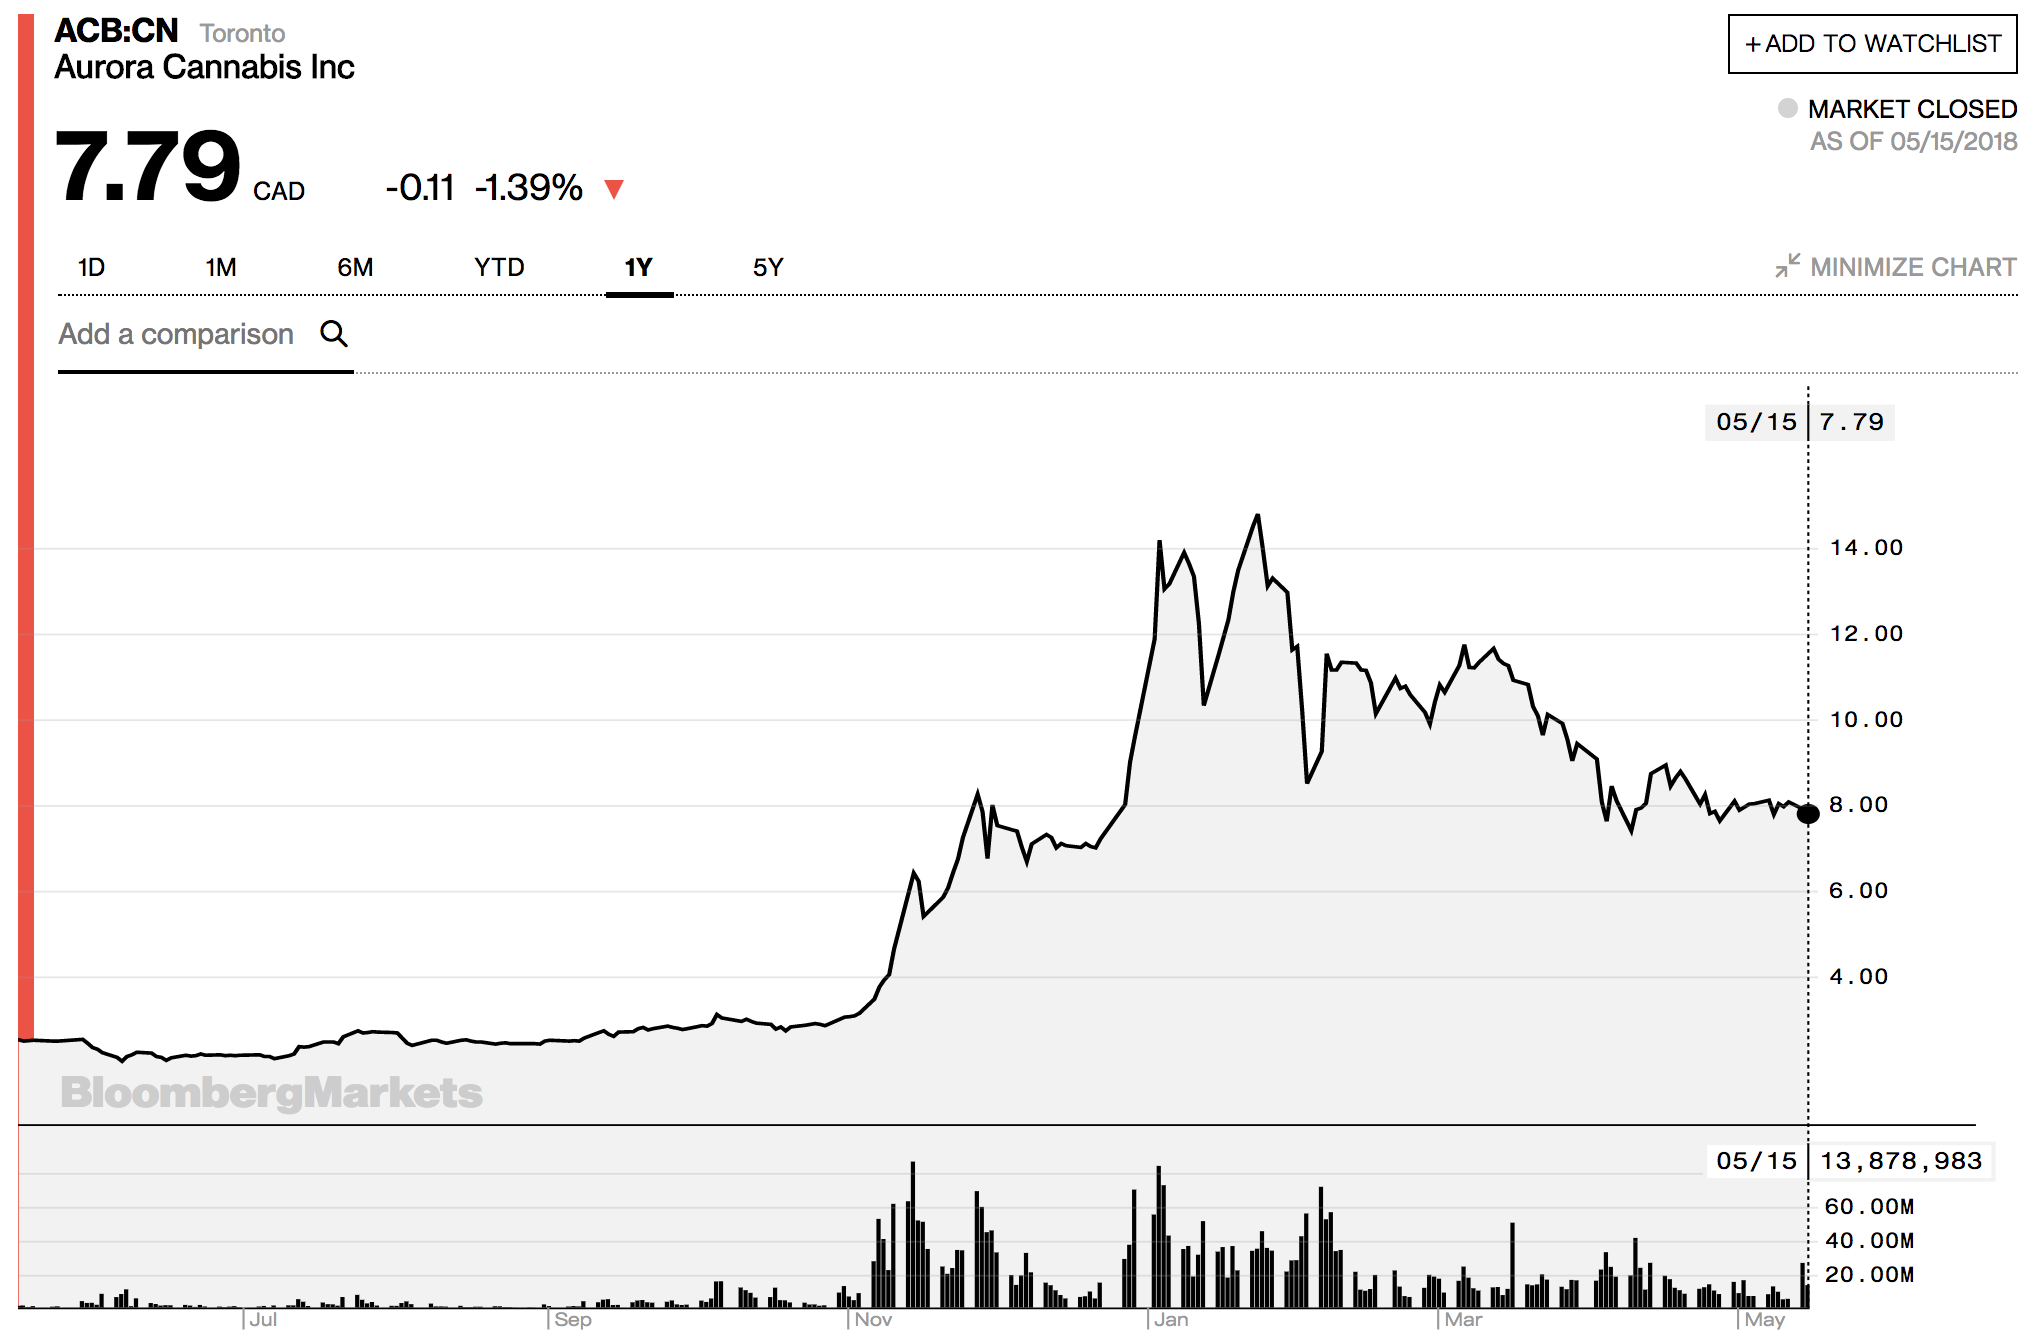 ACB:CN Toronto
Aurora Cannabis Inc
+ADD TO WATCHLIST
MARKET CLOSED
AS OF 05/15/2018
7.79 CAD -0.11 -1.39% ▼
1D 1M 6M YTD 1Y 5Y
MINIMIZE CHART
Add a comparison
05/15 7.79
14.00
12.00
10.00
8.00
6.00
4.00
BloombergMarkets
05/15 13,878,983
60.00M
40.00M
20.00M
Jul Sep Nov Jan Mar May